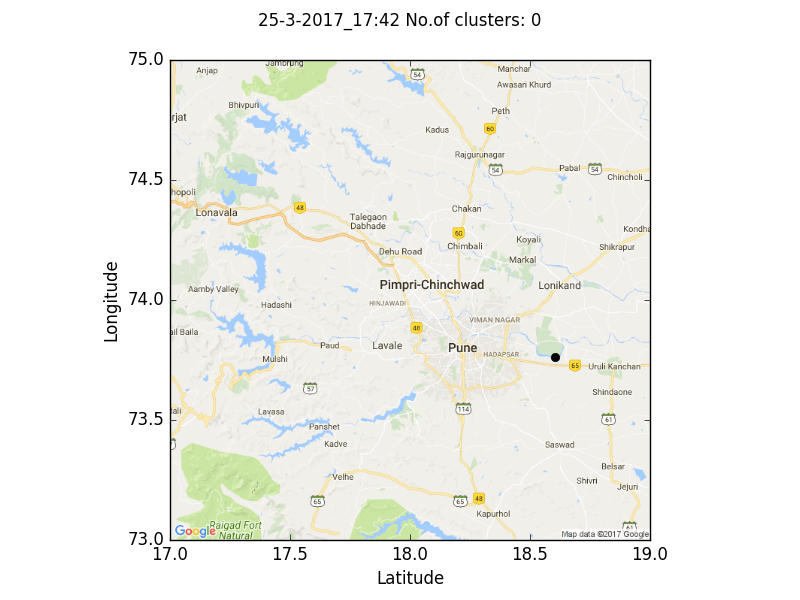 25-3-2017_17:42 No.of clusters: 0
75.0
74.5
74.0
73.5
73.0
Longitude
17.0 17.5 18.0 18.5 19.0
Latitude
Jambrung
54
Manchar
Anjap
Awasari Khurd
Bhivpuri
Peth
rjat
Kadus
60
Rajgurunagar
54
Pabal
54
Chincholi
hopoli
Lonavala
48
Chakan
Talegaon
Dabhade
60
Kondha
Koyali
Chimbali
Shikrapur
Dehu Road
Markal
Aamby Valley
Pimpri-Chinchwad
Lonikand
Hadashi
HINJAWADI
VIMAN NAGAR
ail Baila
48
Paud
Lavale
Pune
HADAPSAR
Mulshi
65
Uruli Kanchan
57
Shindaone
tali
Lavasa
114
61
Panshet
Kadve
Saswad
Velhe
Belsar
Shivri
Jejuri
65
65
48
Kapurhol
Raigad Fort
Natural
61
Google
Map data ©2017 Google